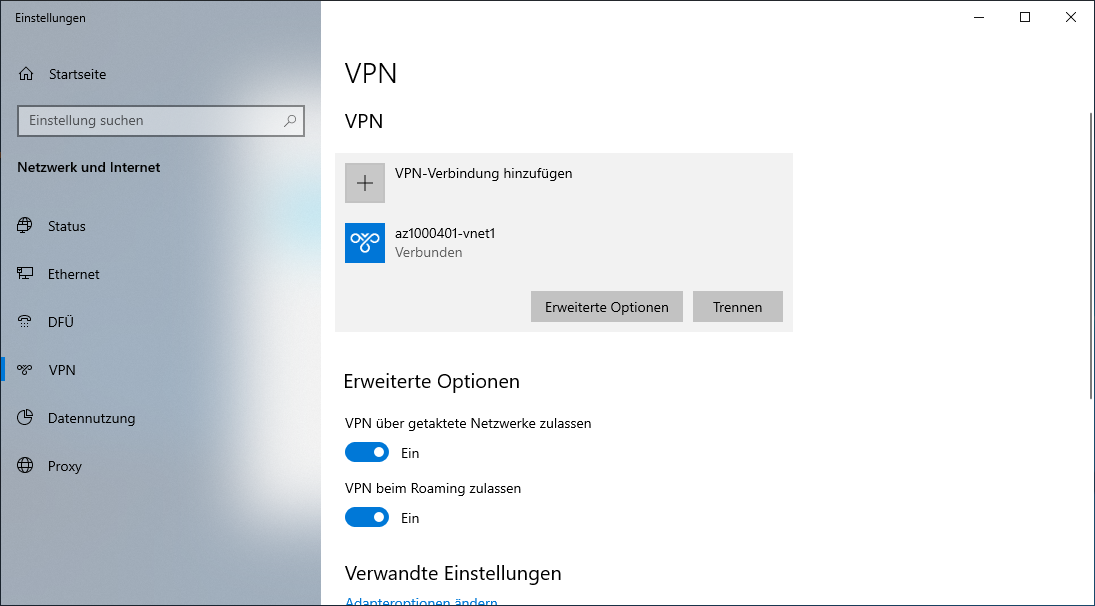 Einstellungen
Startseite
Einstellung suchen
Netzwerk und Internet
Status
Ethernet
DFÜ
VPN
Datennutzung
Proxy
VPN
VPN
VPN-Verbindung hinzufügen
az1000401-vnet1
Verbunden
Erweiterte Optionen
Trennen
Erweiterte Optionen
VPN über getaktete Netzwerke zulassen
Ein
VPN beim Roaming zulassen
Ein
Verwandte Einstellungen
Adapteroptionen ändern